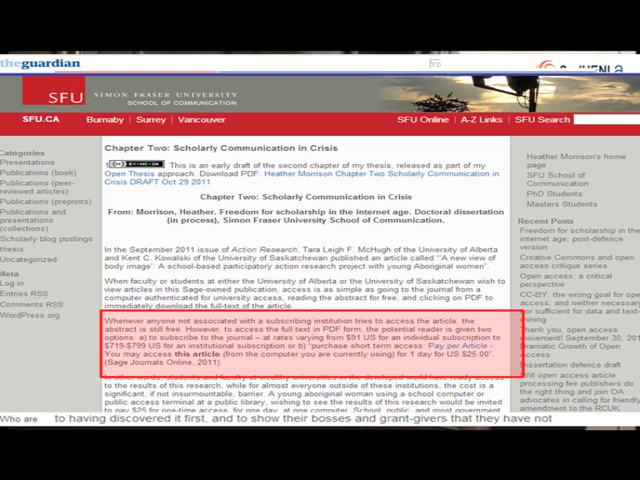 theguardian
SFU SIMON FRASER UNIVERSITY
SCHOOL OF COMMUNICATION
SFU.CA Burnaby | Surrey | Vancouver SFU Online | A-Z Links | SFU Search
Categories
Presentations
Publications (book)
Publications (peer-
reviewed articles)
Publications (preprints)
Publications and
presentations
(collections)
Scholarly blog postings
thesis
Uncategorized
Meta
Log in
Entries RSS
Comments RSS
WordPress.org
Chapter Two: Scholarly Communication in Crisis
BY-NC-SA This is an early draft of the second chapter of my thesis, released as part of my
Open Thesis approach. Download PDF: Heather Morrison Chapter Two Scholarly Communication in
Crisis DRAFT Oct 29 2011
Chapter Two: Scholarly Communication in Crisis
From: Morrison, Heather. Freedom for scholarship in the internet age. Doctoral dissertation
(in process), Simon Fraser University School of Communication.
In the September 2011 issue of Action Research, Tara Leigh F. McHugh of the University of Alberta
and Kent C. Kowalski of the University of Saskatchewan published an article called "'A new view of
body image': A school-based participatory action research project with young Aboriginal women".
When faculty or students at either the University of Alberta or the University of Saskatchewan wish to
view articles in this Sage-owned publication, access is as simple as going to the journal from a
computer authenticated for university access, reading the abstract for free, and clicking on PDF to
immediately download the full-text of the article.
Whenever anyone not associated with a subscribing institution tries to access the article, the
abstract is still free. However, to access the full text in PDF form, the potential reader is given two
options: a) to subscribe to the journal – at rates varying from $91 US for an individual subscription to
$719-$799 US for an institutional subscription or b) "purchase short term access: Pay per Article -
You may access this article (from the computer you are currently using) for 1 day for US $25.00".
(Sage Journals Online, 2011).
to the results of this research, while for almost everyone outside of these institutions, the cost is a
significant, if not insurmountable, barrier. A young aboriginal woman using a school computer or
public access terminal at a public library, wishing to see the results of this research would be invited
to pay $25 for one-time access, for one day, at one computer. School, public, and most government
Heather Morrison's home
page
SFU School of
Communication
PhD Students
Masters Students
Recent Posts
Freedom for scholarship in the
internet age: post-defence
version
Creative Commons and open
access critique series
Open access: a critical
perspective
CC-BY: the wrong goal for open
access, and neither necessary
sufficient for data and text-
mining
Thank you, open access
movement! September 30, 201
Dramatic Growth of Open
Access
Dissertation defence draft
Will open access article
processing fee publishers do
the right thing and join OA
advocates in calling for friendly
amendment to the RCUK
Who are to having discovered it first, and to show their bosses and grant-givers that they have not